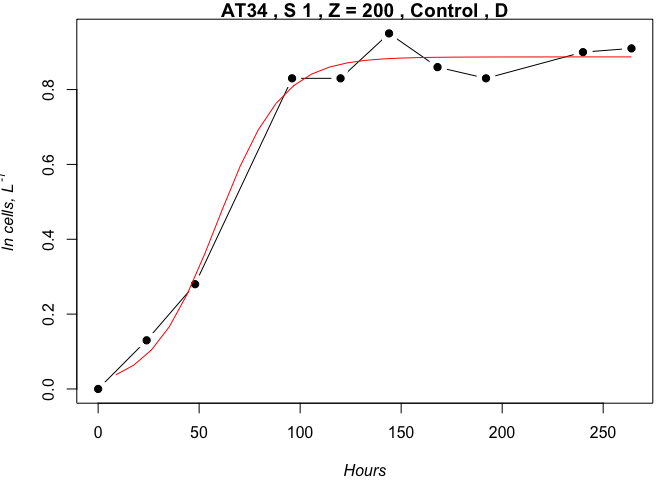 AT34 , S 1 , Z = 200 , Control , D
ln cells, L⁻¹
0.8
0.6
0.4
0.2
0.0
0 50 100 150 200 250
Hours